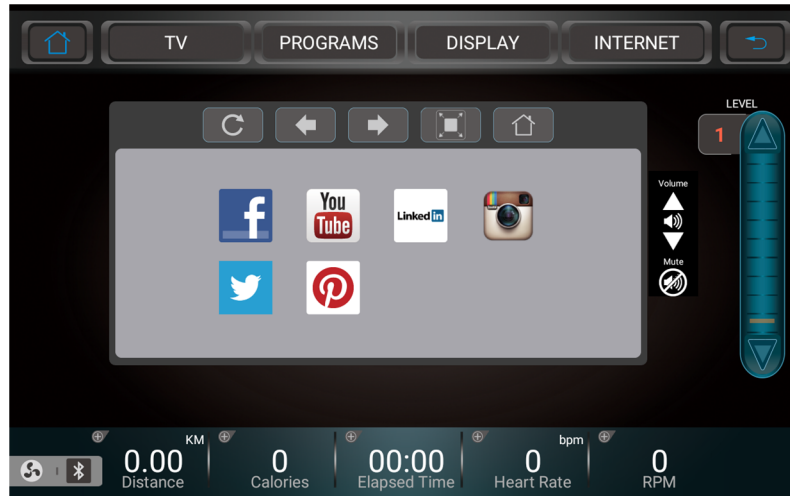 TV PROGRAMS DISPLAY INTERNET
LEVEL
1
Volume
You
Tube
Linked in
Mute
KM
bpm
0.00 0 00:00 0 0
Distance Calories Elapsed Time Heart Rate RPM